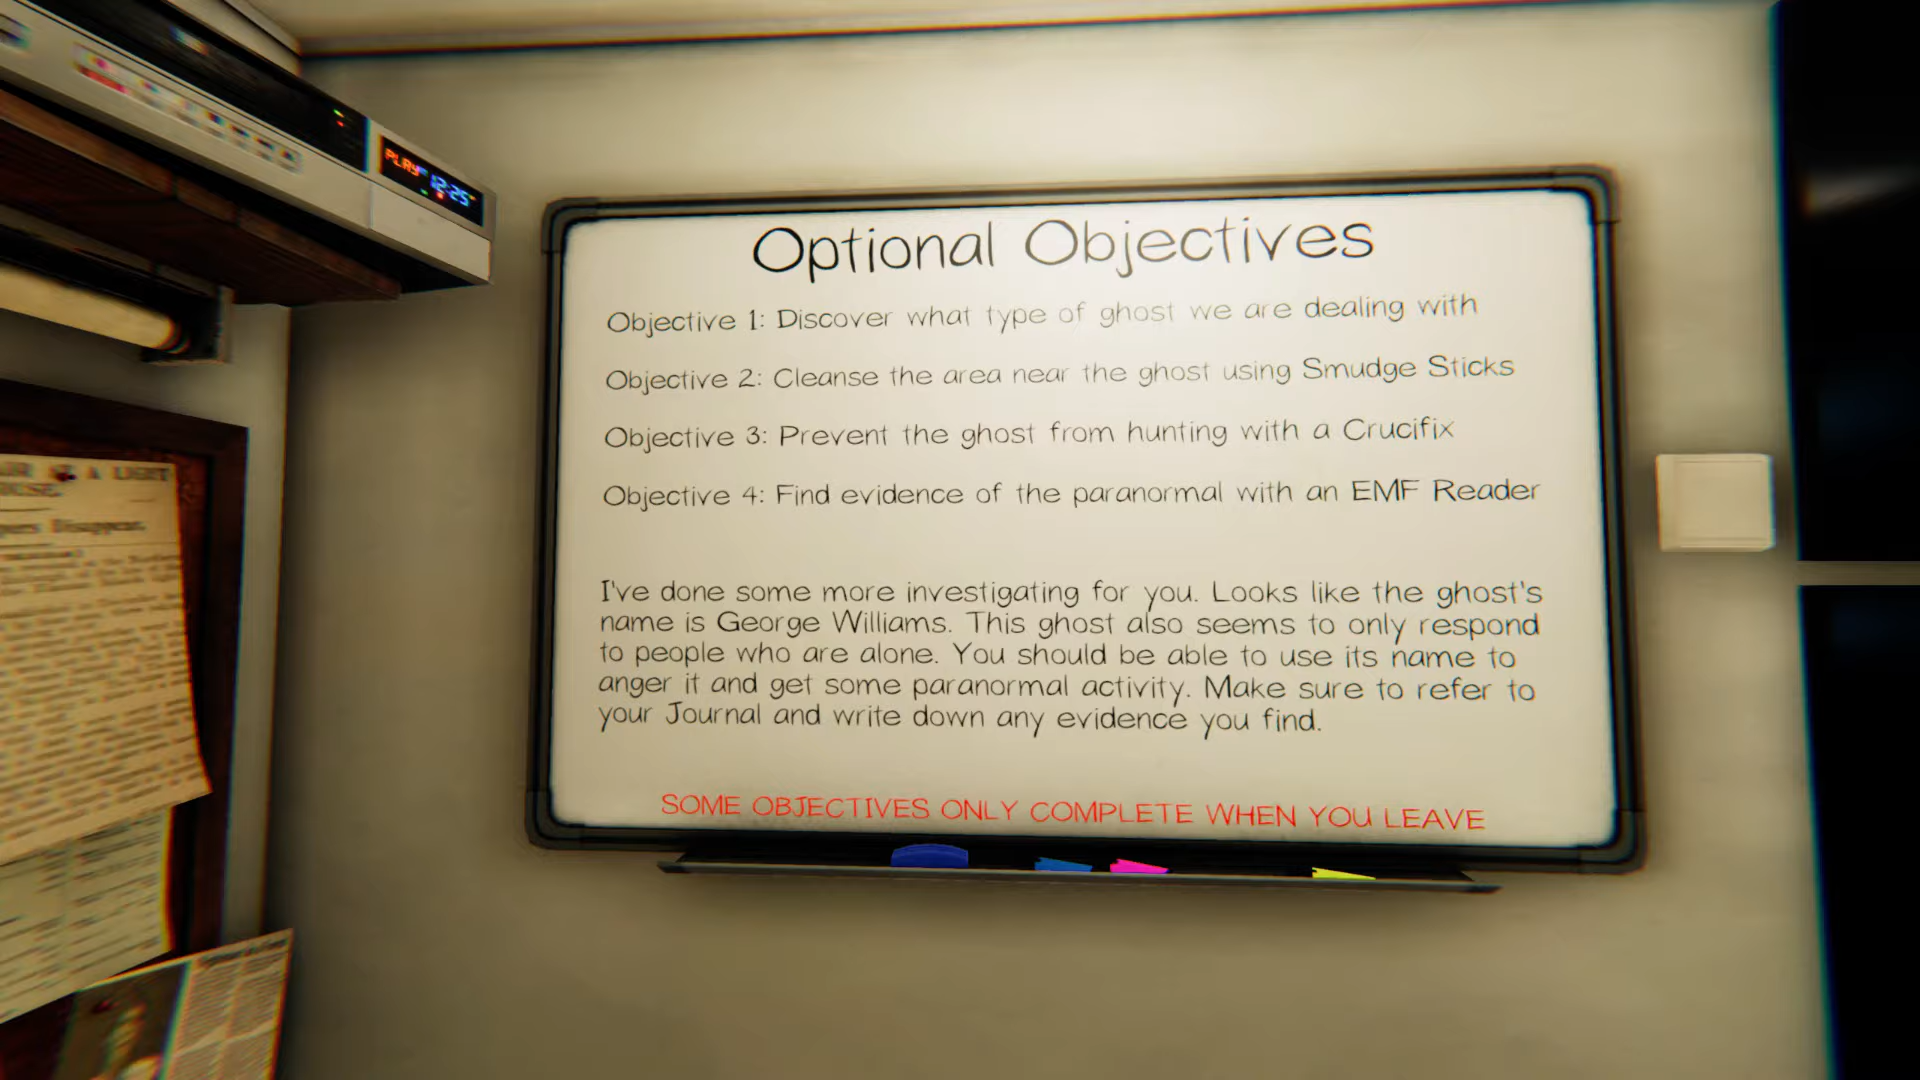 PLAY 12:25
Optional Objectives
Objective 1: Discover what type of ghost we are dealing with
Objective 2: Cleanse the area near the ghost using Smudge Sticks
Objective 3: Prevent the ghost from hunting with a Crucifix
Objective 4: Find evidence of the paranormal with an EMF Reader
I've done some more investigating for you. Looks like the ghost's
name is George Williams. This ghost also seems to only respond
to people who are alone. You should be able to use its name to
anger it and get some paranormal activity. Make sure to refer to
your Journal and write down any evidence you find.
SOME OBJECTIVES ONLY COMPLETE WHEN YOU LEAVE
A LIGHT
Disappear.